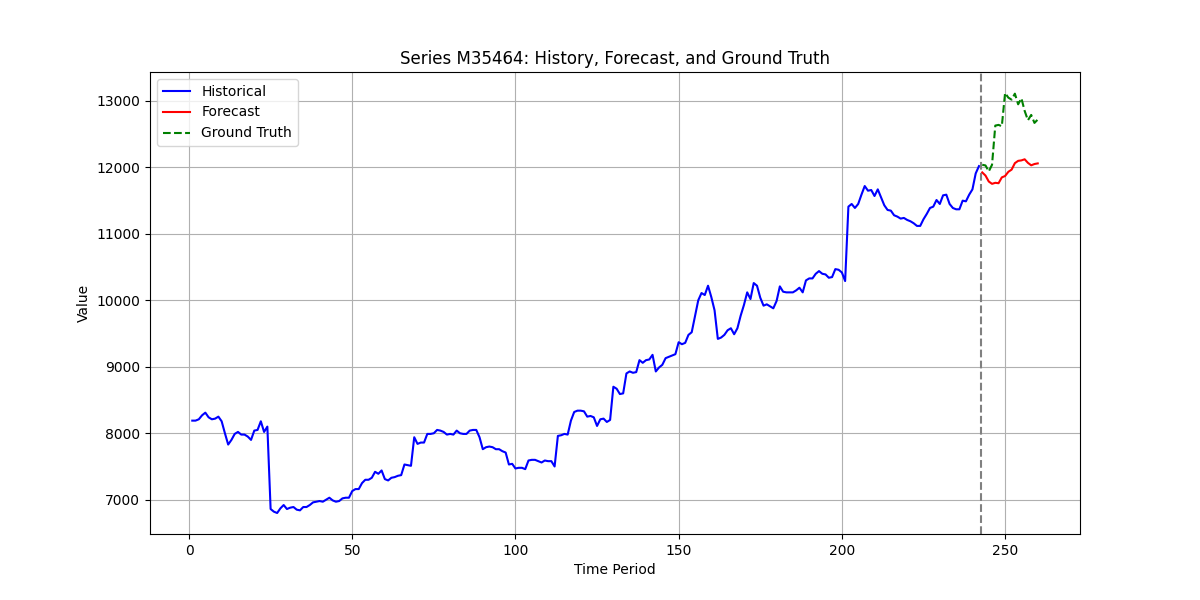 Series M35464: History, Forecast, and Ground Truth
Historical
Forecast
Ground Truth
13000
12000
11000
10000
9000
8000
7000
Value
0 50 100 150 200 250
Time Period